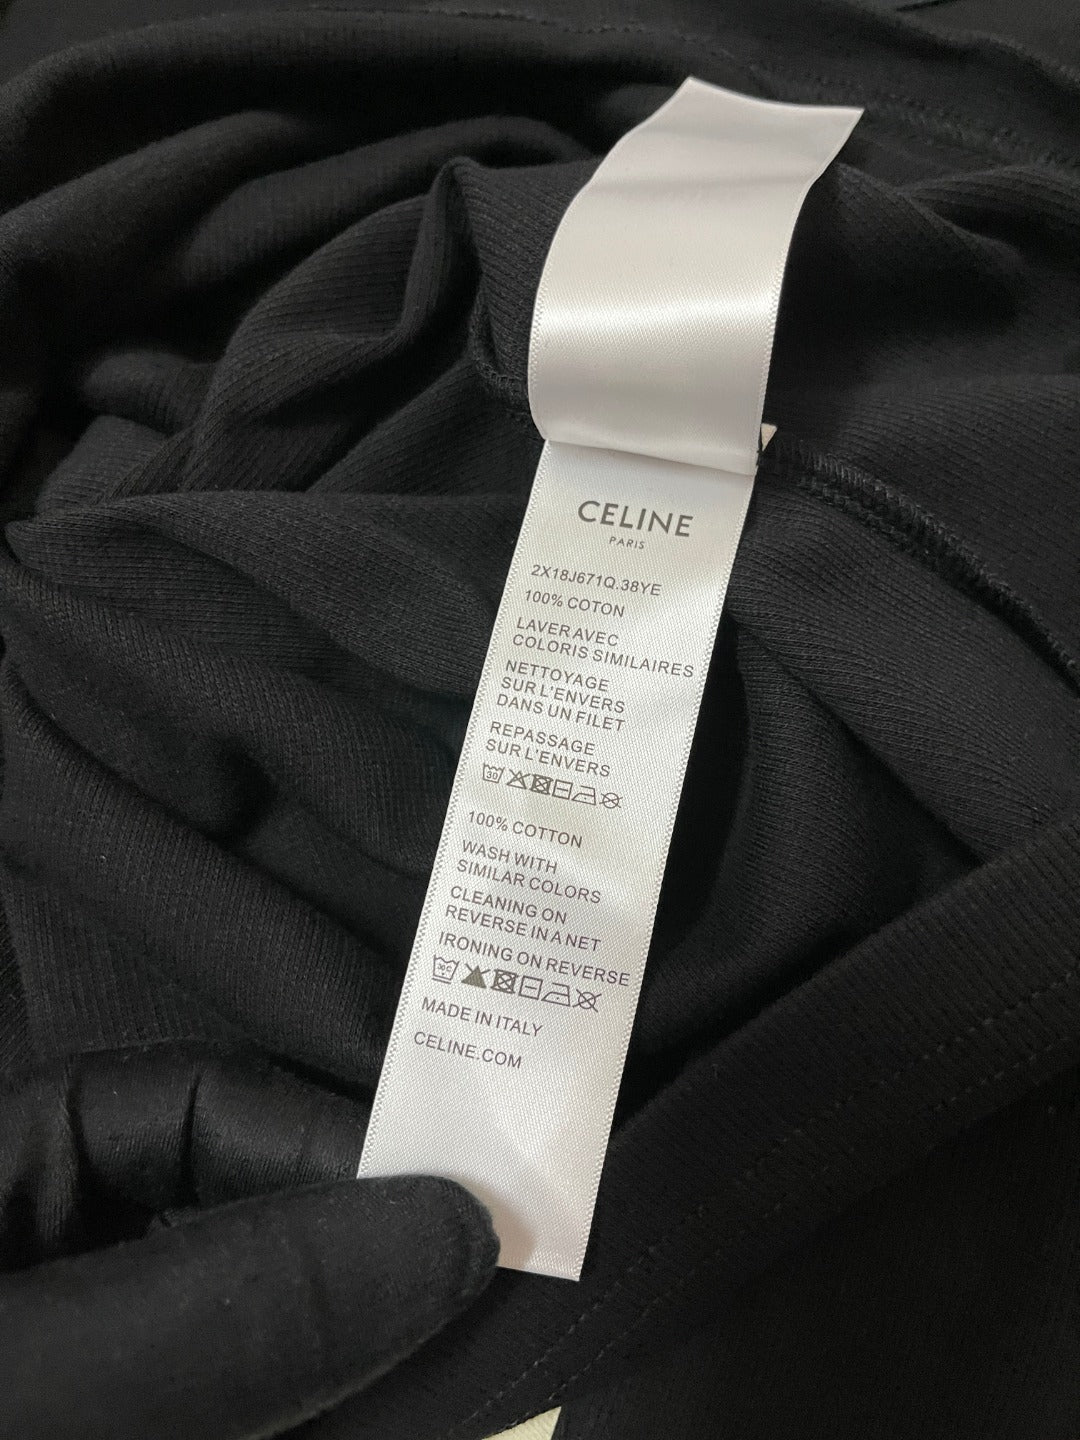 CELINE
PARIS
2X18J671Q.38YE
100% COTON
LAVER AVEC
COLORIS SIMILAIRES
NETTOYAGE
SUR L'ENVERS
DANS UN FILET
REPASSAGE
SUR L'ENVERS
30
100% COTTON
WASH WITH
SIMILAR COLORS
CLEANING ON
REVERSE IN A NET
IRONING ON REVERSE
30C
MADE IN ITALY
CELINE.COM